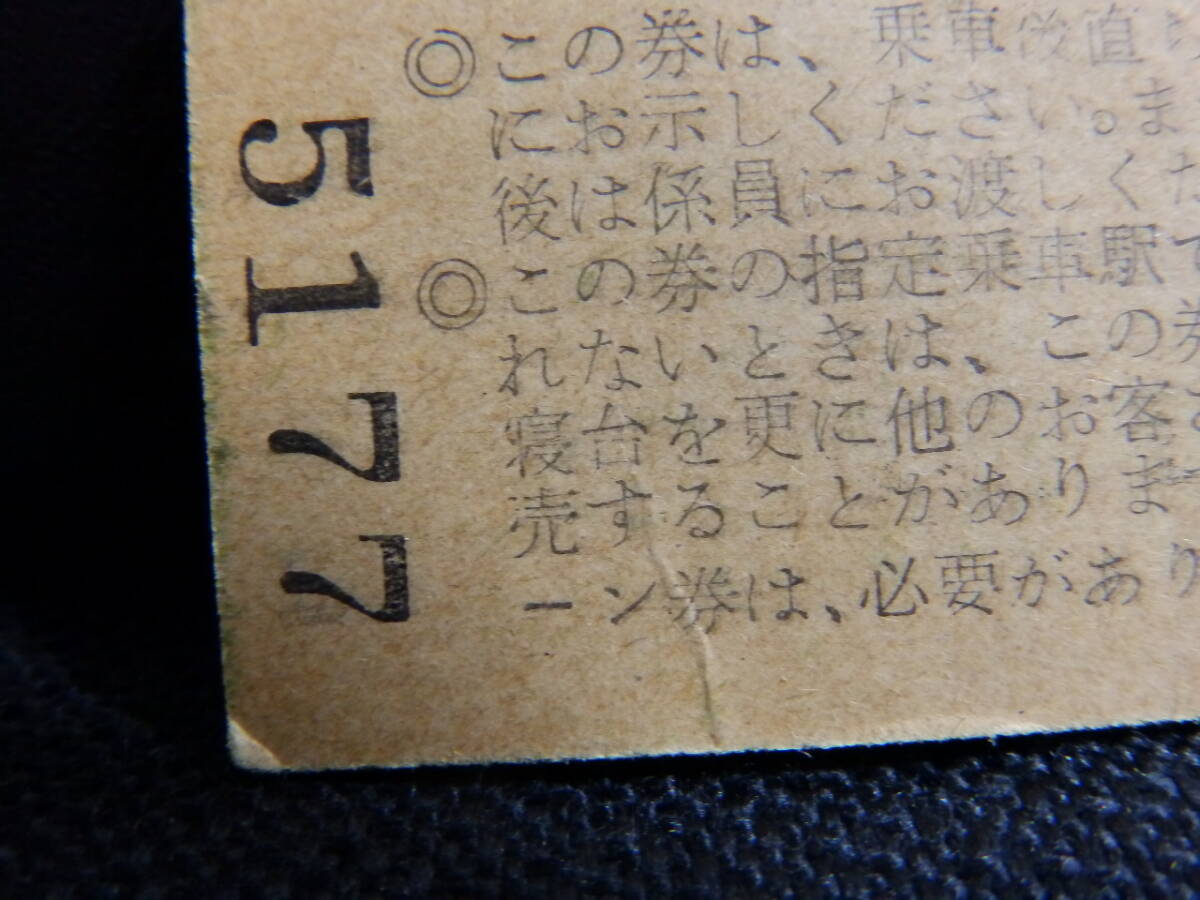 5177
◎この券は、乗車後直
にお示しください。ま
後は係員にお渡しくだ
◎この券の指定乗車駅で
れないときは、この券
寝台を更に他のお客さ
売することがありま
ーン券は、必要があり